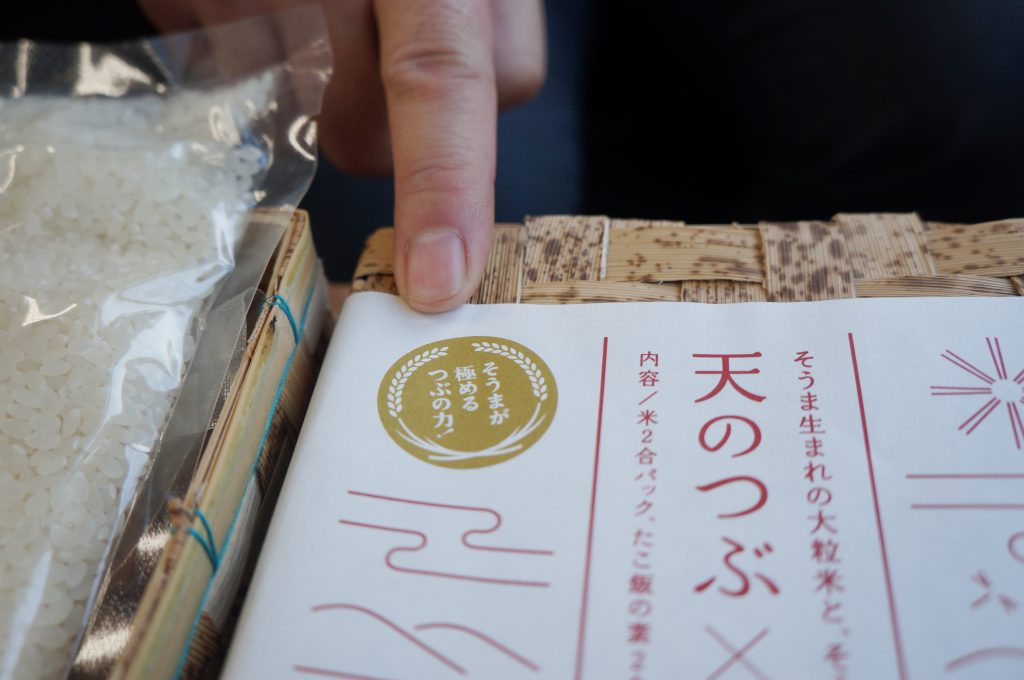 そうま生まれの大粒米と、そ
天のつぶ×
内容／米2合パック、たこ飯の素2
そうまが
極める
つぶの力!